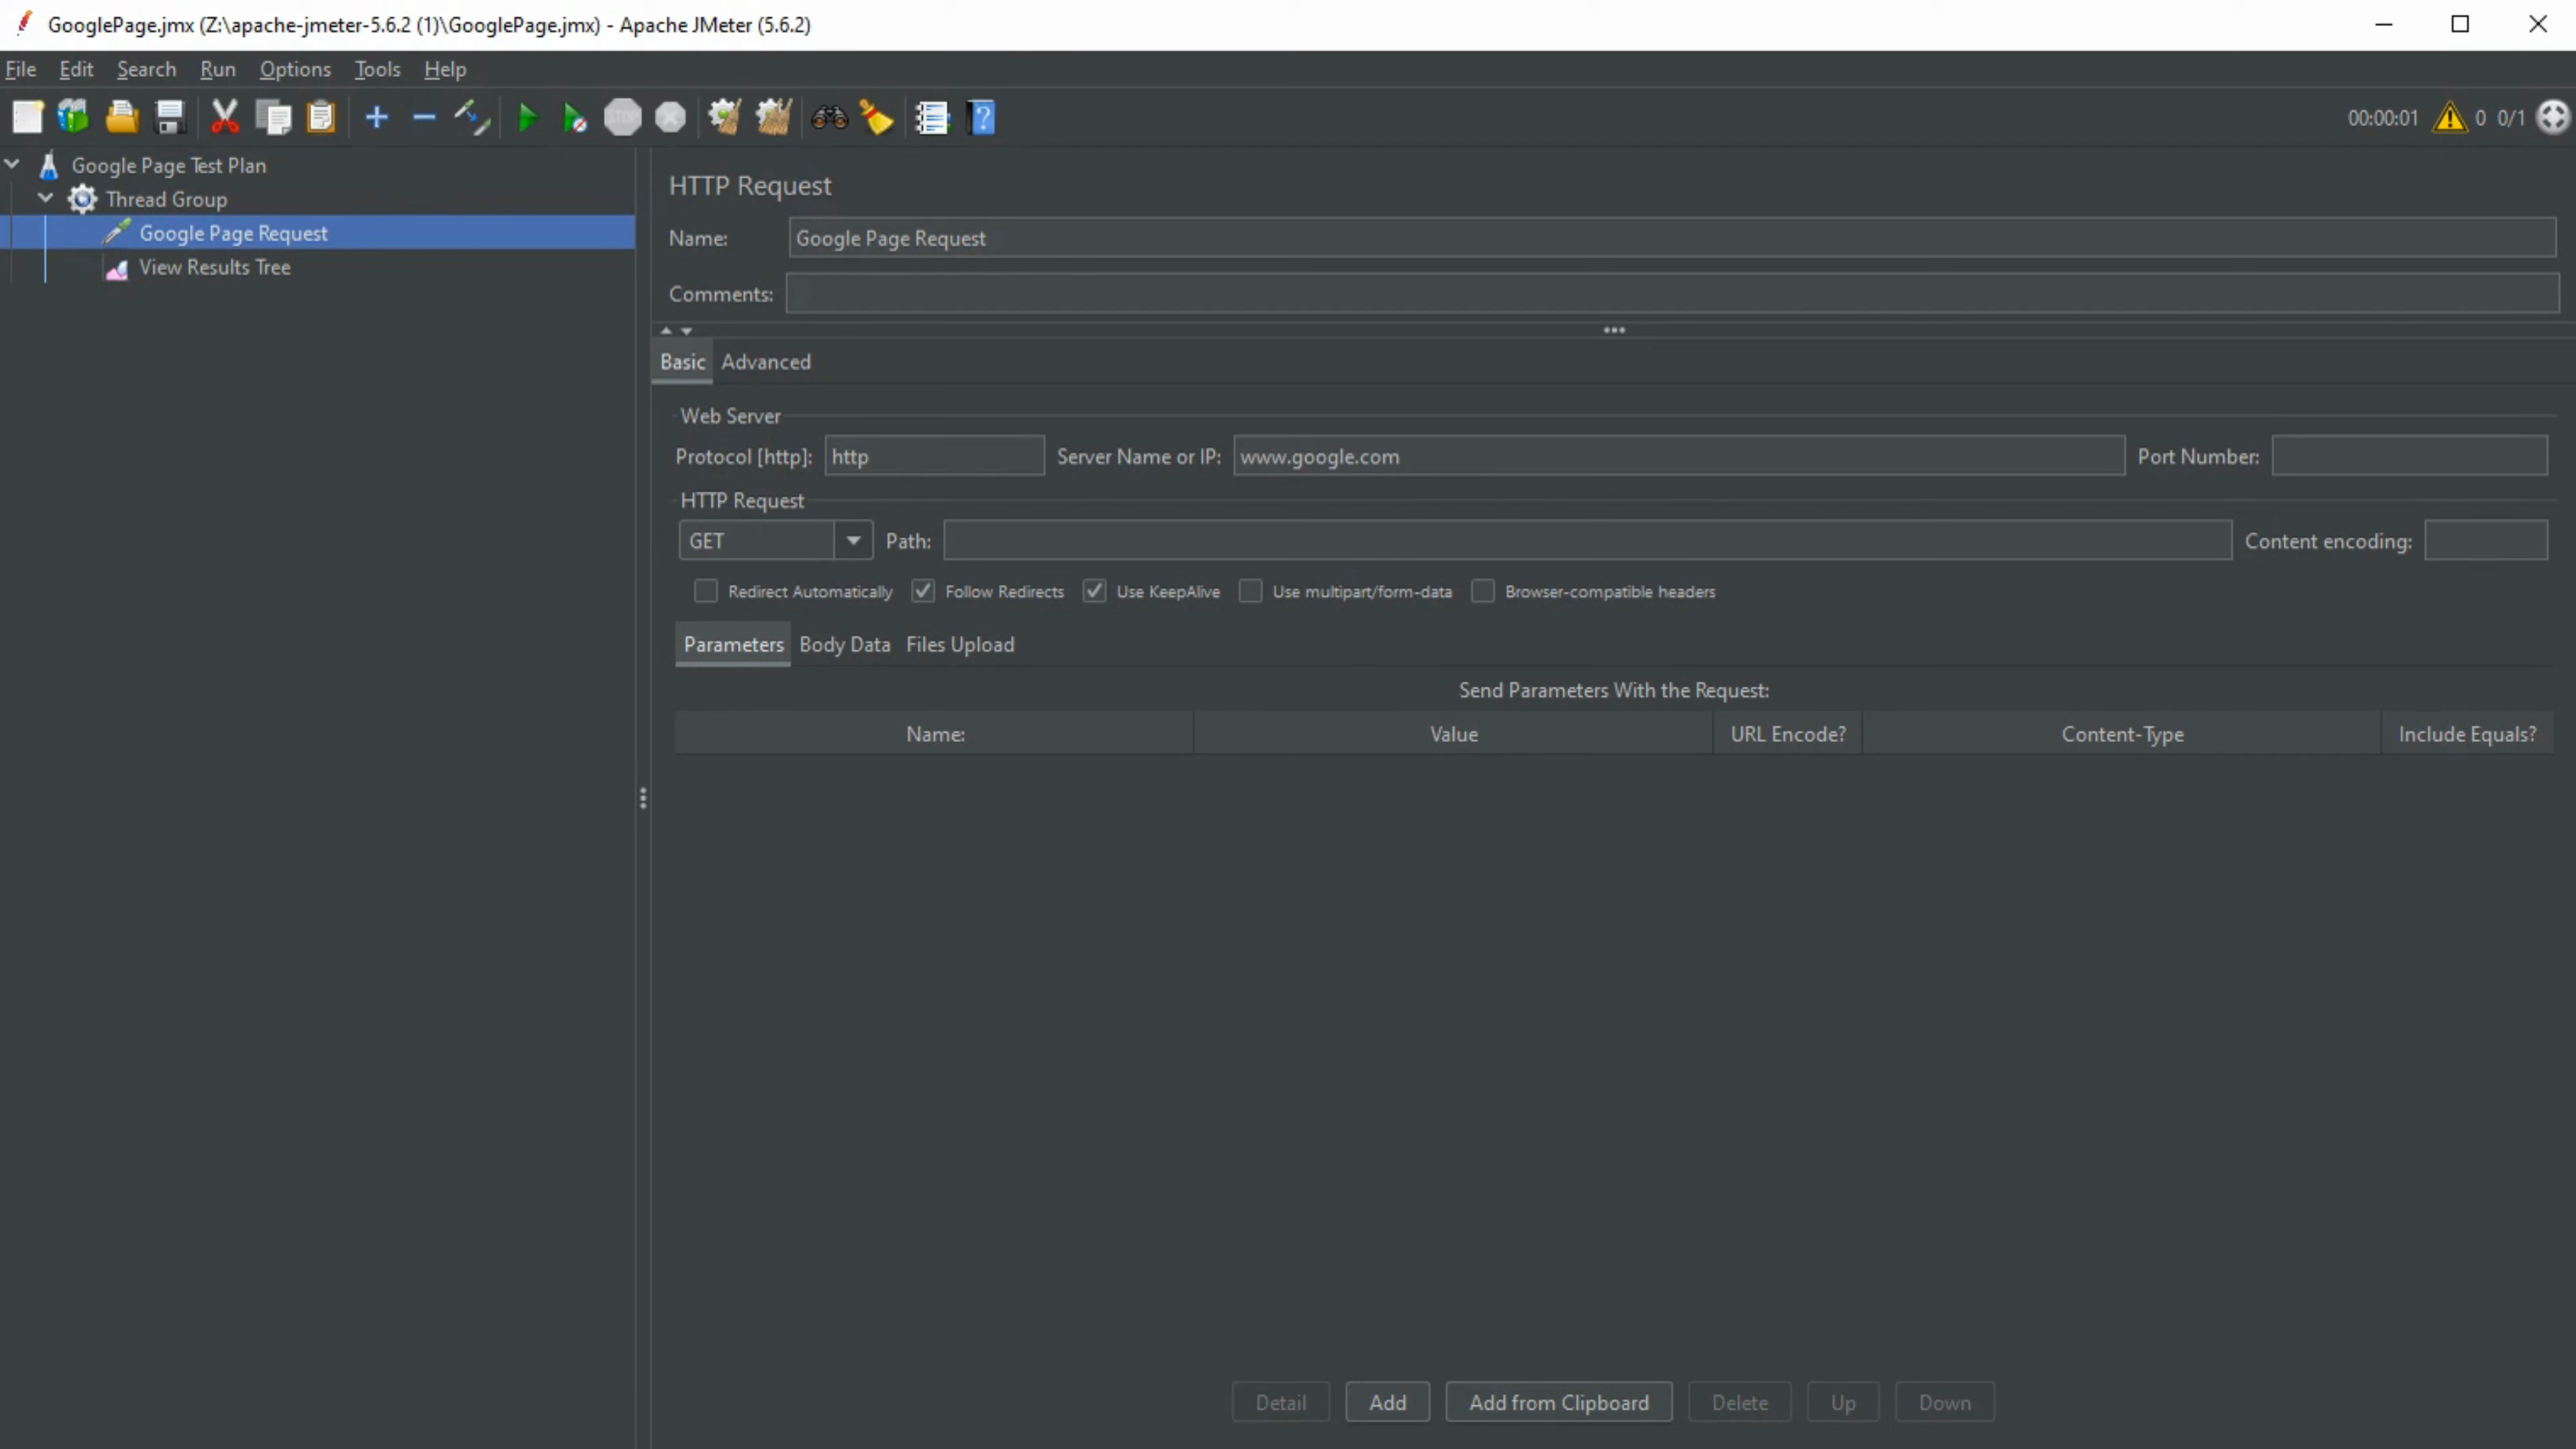 GooglePage.jmx (Z:\apache-jmeter-5.6.2 (1)\GooglePage.jmx) - Apache JMeter (5.6.2)
File Edit Search Run Options Tools Help
STOP 00:00:01 0 0/1
Google Page Test Plan
Thread Group
Google Page Request
View Results Tree
HTTP Request
Name: Google Page Request
Comments:
Basic Advanced
Web Server
Protocol [http]: http Server Name or IP: www.google.com Port Number:
HTTP Request
GET Path: Content encoding:
Redirect Automatically Follow Redirects Use KeepAlive Use multipart/form-data Browser-compatible headers
Parameters Body Data Files Upload
Send Parameters With the Request:
Name: Value URL Encode? Content-Type Include Equals?
Detail Add Add from Clipboard Delete Up Down